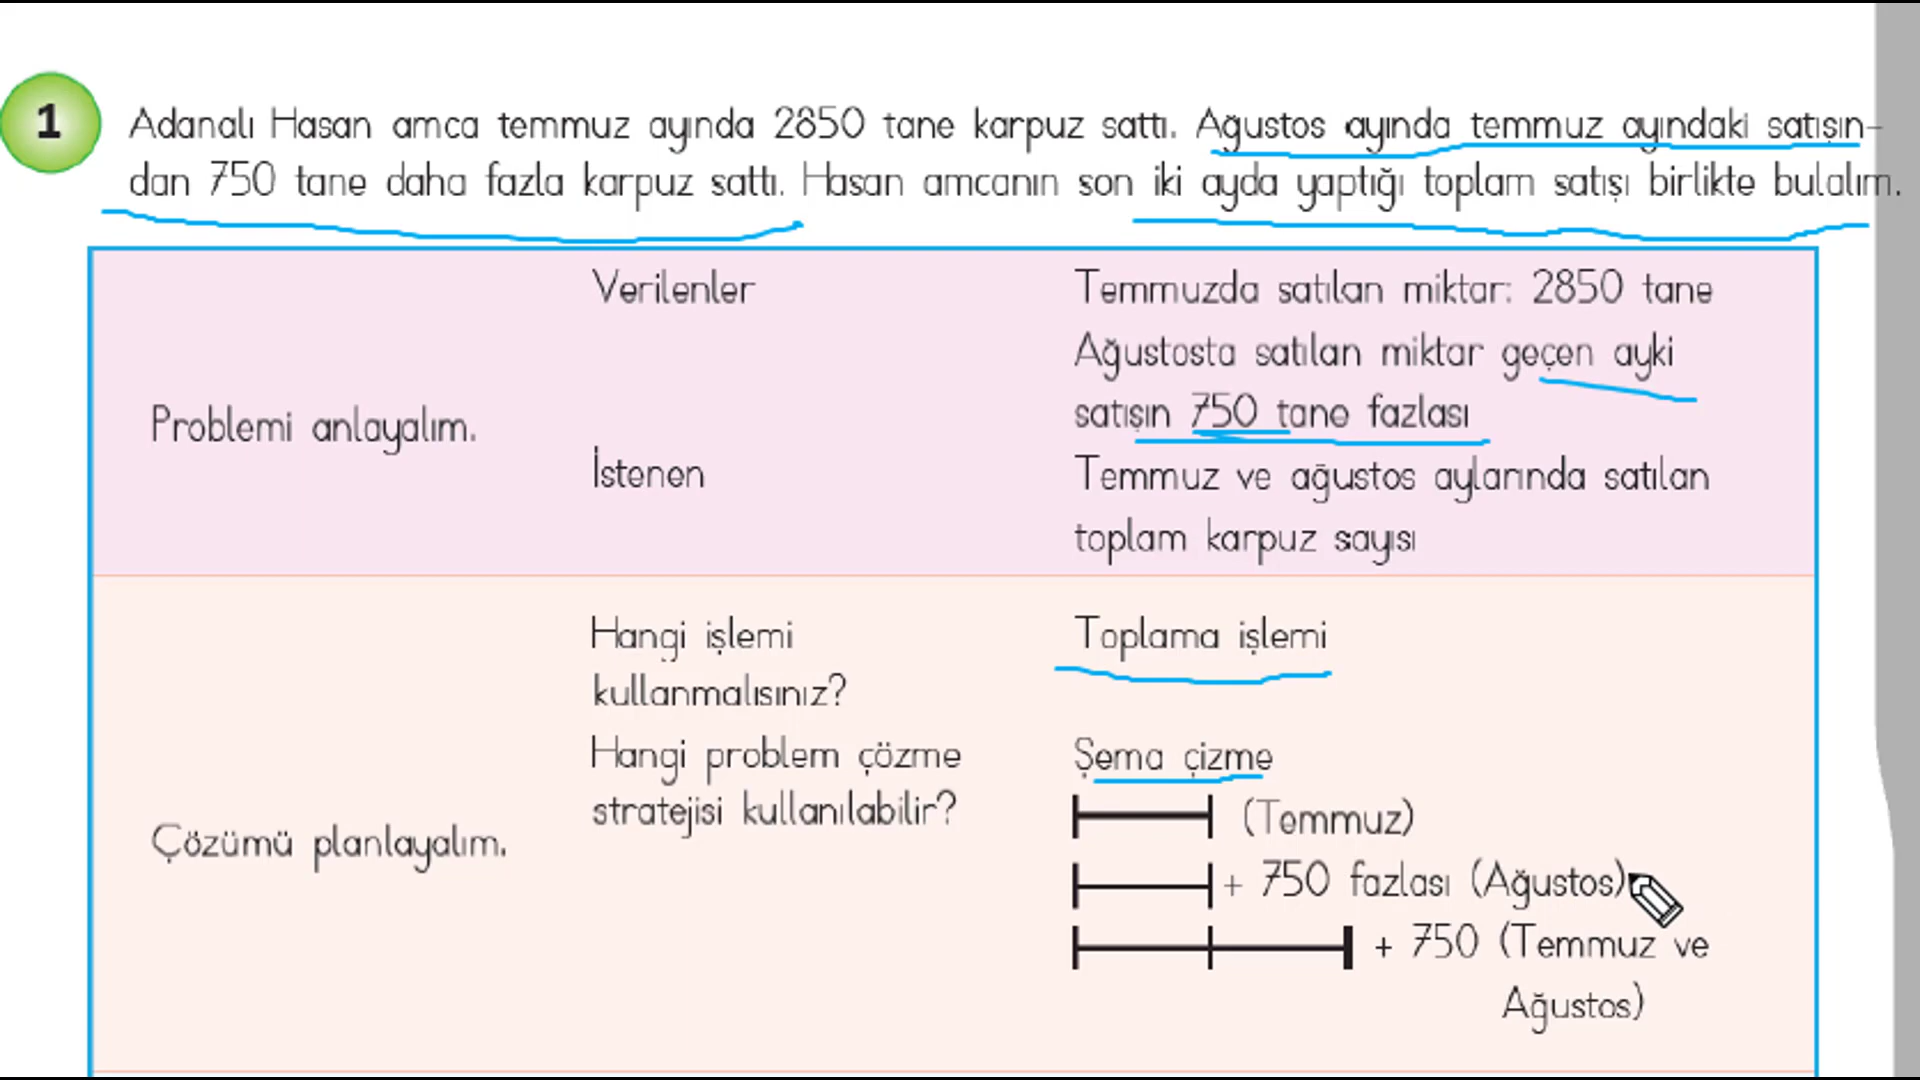 1
Adanalı Hasan amca temmuz ayında 2850 tane karpuz sattı. Ağustos ayında temmuz ayındaki satışın-
dan 750 tane daha fazla karpuz sattı. Hasan amcanın son iki ayda yaptığı toplam satışı birlikte bulalım.
Problemi anlayalım.
Verilenler
Temmuzda satılan miktar: 2850 tane
Ağustosta satılan miktar geçen ayki
satışın 750 tane fazlası
İstenen
Temmuz ve ağustos aylarında satılan
toplam karpuz sayısı
Çözümü planlayalım.
Hangi işlemi
kullanmalısınız?
Toplama işlemi
Hangi problem çözme
stratejisi kullanılabilir?
Şema çizme
(Temmuz)
+ 750 fazlası (Ağustos)
+ 750 (Temmuz ve
Ağustos)